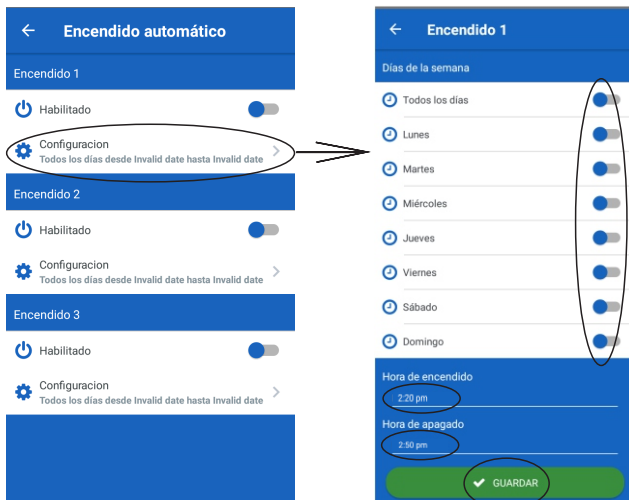 Encendido automático
Encendido 1
Habilitado
Configuracion
Todos los días desde Invalid date hasta Invalid date
Encendido 2
Habilitado
Configuracion
Todos los días desde Invalid date hasta Invalid date
Encendido 3
Habilitado
Configuracion
Todos los días desde Invalid date hasta Invalid date
Encendido 1
Días de la semana
Todos los días
Lunes
Martes
Miércoles
Jueves
Viernes
Sábado
Domingo
Hora de encendido
2:20 pm
Hora de apagado
2:50 pm
GUARDAR